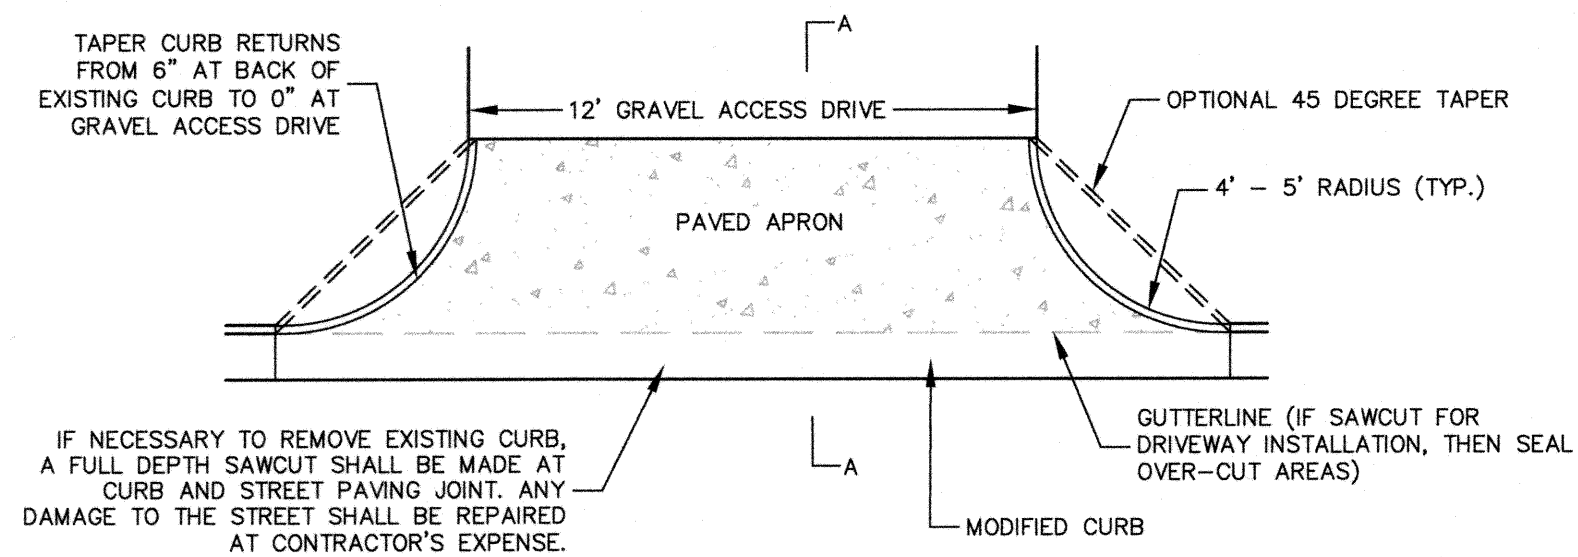 A
TAPER CURB RETURNS
FROM 6" AT BACK OF
EXISTING CURB TO 0" AT
GRAVEL ACCESS DRIVE
12' GRAVEL ACCESS DRIVE
OPTIONAL 45 DEGREE TAPER
4' - 5' RADIUS (TYP.)
PAVED APRON
IF NECESSARY TO REMOVE EXISTING CURB,
A FULL DEPTH SAWCUT SHALL BE MADE AT
CURB AND STREET PAVING JOINT. ANY
DAMAGE TO THE STREET SHALL BE REPAIRED
AT CONTRACTOR'S EXPENSE.
A
GUTTERLINE (IF SAWCUT FOR
DRIVEWAY INSTALLATION, THEN SEAL
OVER-CUT AREAS)
MODIFIED CURB